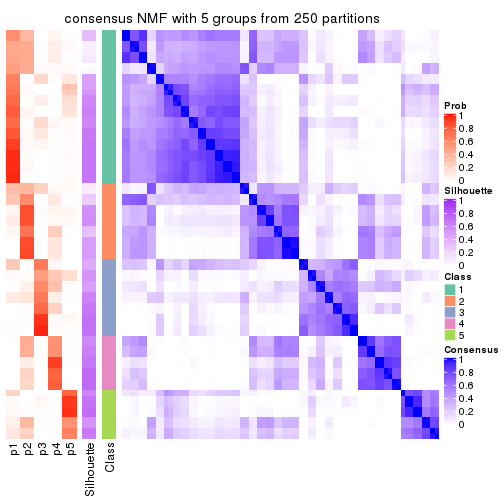 consensus NMF with 5 groups from 250 partitions
Prob
1
0.8
0.6
0.4
0.2
0
Silhouette
1
0.8
0.6
0.4
0.2
0
Class
1
2
3
4
5
Consensus
1
0.8
0.6
0.4
0.2
0
p1
p2
p3
p4
p5
Silhouette
Class